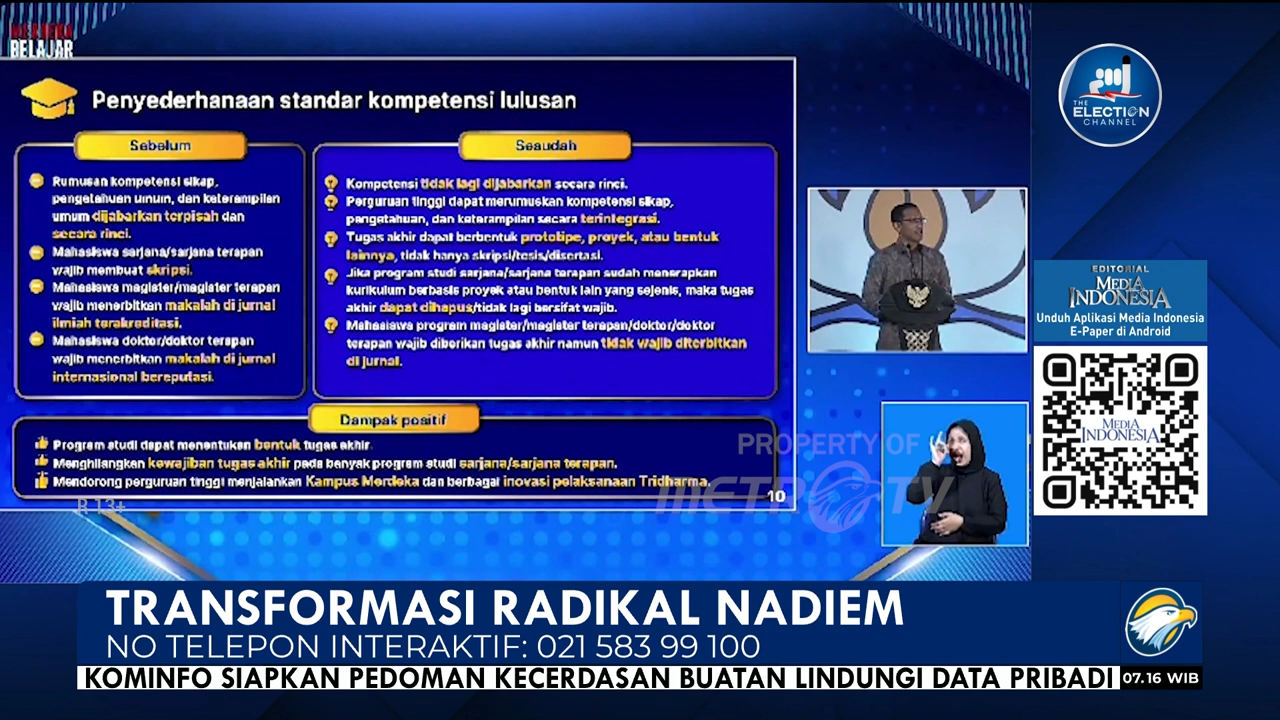 MERDEKA
BELAJAR
Penyederhanaan standar kompetensi lulusan
Sebelum
Rumusan kompetensi sikap,
pengetahuan umum, dan keterampilan
umum dijabarkan terpisah dan
secara rinci.
Mahasiswa sarjana/sarjana terapan
wajib membuat skripsi.
Mahasiswa magister/magister terapan
wajib menerbitkan makalah di jurnal
ilmiah terakreditasi.
Mahasiswa doktor/doktor terapan
wajib menerbitkan makalah di jurnal
internasional bereputasi.
Sesudah
Kompetensi tidak lagi dijabarkan secara rinci.
Perguruan tinggi dapat merumuskan kompetensi sikap,
pengetahuan, dan keterampilan secara terintegrasi.
Tugas akhir dapat berbentuk prototipe, proyek, atau bentuk
lainnya, tidak hanya skripsi/tesis/disertasi.
Jika program studi sarjana/sarjana terapan sudah menerapkan
kurikulum berbasis proyek atau bentuk lain yang sejenis, maka tugas
akhir dapat dihapus/tidak lagi bersifat wajib.
Mahasiswa program magister/magister terapan/doktor/doktor
terapan wajib diberikan tugas akhir namun tidak wajib diterbitkan
di jurnal.
Dampak positif
Program studi dapat menentukan bentuk tugas akhir.
Menghilangkan kewajiban tugas akhir pada banyak program studi sarjana/sarjana terapan.
Mendorong perguruan tinggi menjalankan Kampus Merdeka dan berbagai inovasi pelaksanaan Tridharma.
10
R 13+
PROPERTY OF
METRO TV
THE
ELECTION
CHANNEL
EDITORIAL
MEDIA
INDONESIA
Unduh Aplikasi Media Indonesia
E-Paper di Android
MEDIA
INDONESIA
TRANSFORMASI RADIKAL NADIEM
NO TELEPON INTERAKTIF: 021 583 99 100
KOMINFO SIAPKAN PEDOMAN KECERDASAN BUATAN LINDUNGI DATA PRIBADI
07.16 WIB